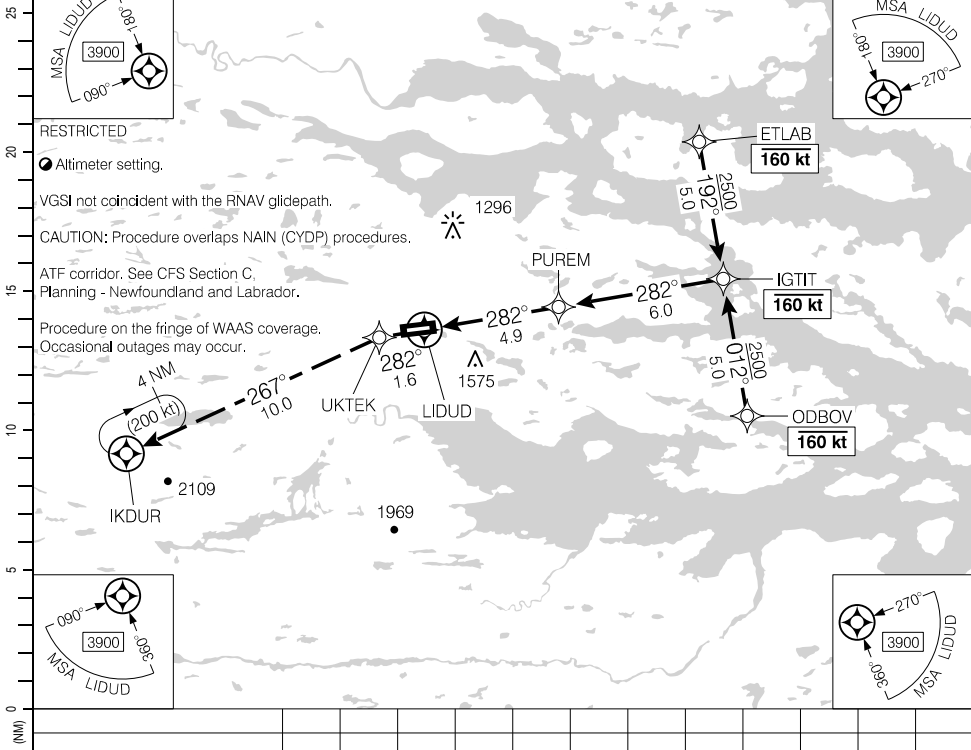 25
MSA LIDUD
180°
3900
090°
MSA LIDUD
180°
3900
270°
RESTRICTED
Altimeter setting.
VGSI not coincident with the RNAV glidepath.
CAUTION: Procedure overlaps NAIN (CYDP) procedures.
ATF corridor. See CFS Section C,
Planning - Newfoundland and Labrador.
Procedure on the fringe of WAAS coverage.
Occasional outages may occur.
20
ETLAB
160 kt
2500
192°
5.0
1296
PUREM
15
IGTIT
160 kt
282°
6.0
282°
4.9
282°
1.6
1575
UKTEK
LIDUD
2500
012°
5.0
4 NM
(200 kt)
267°
10.0
10
ODBOV
160 kt
IKDUR
2109
1969
5
090°
3900
360°
MSA LIDUD
270°
3900
360°
MSA LIDUD
0
(NM)